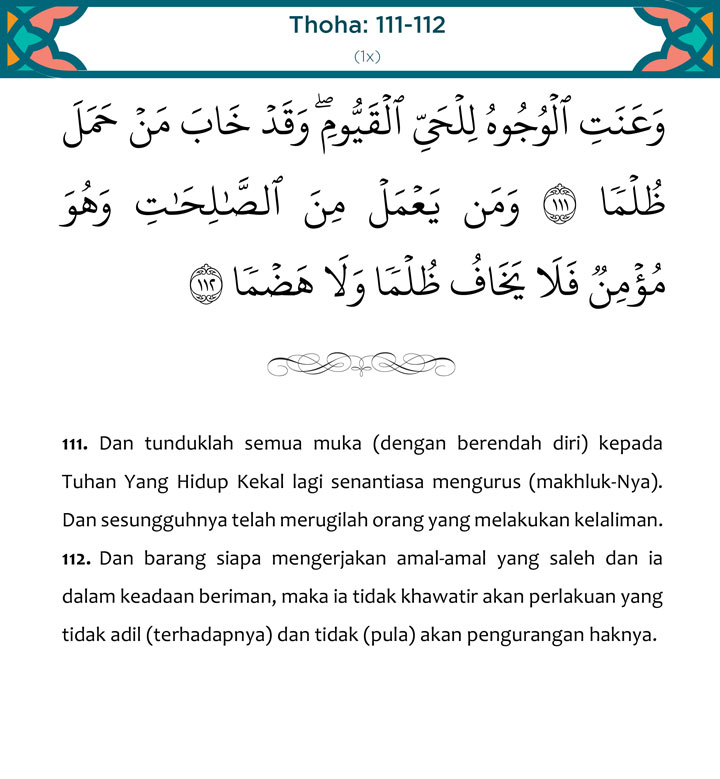 Thoha: 111-112
(1x)
وَعَنَتِ ٱلْوُجُوهُ لِلْحَىِّ ٱلْقَيُّومِ ۖ وَقَدْ خَابَ مَنْ حَمَلَ
ظُلْمًا ١١١ وَمَن يَعْمَلْ مِنَ ٱلصَّٰلِحَٰتِ وَهُوَ
مُؤْمِنٌ فَلَا يَخَافُ ظُلْمًا وَلَا هَضْمًا ١١٢
111. Dan tunduklah semua muka (dengan berendah diri) kepada
Tuhan Yang Hidup Kekal lagi senantiasa mengurus (makhluk-Nya).
Dan sesungguhnya telah merugilah orang yang melakukan kelaliman.
112. Dan barang siapa mengerjakan amal-amal yang saleh dan ia
dalam keadaan beriman, maka ia tidak khawatir akan perlakuan yang
tidak adil (terhadapnya) dan tidak (pula) akan pengurangan haknya.